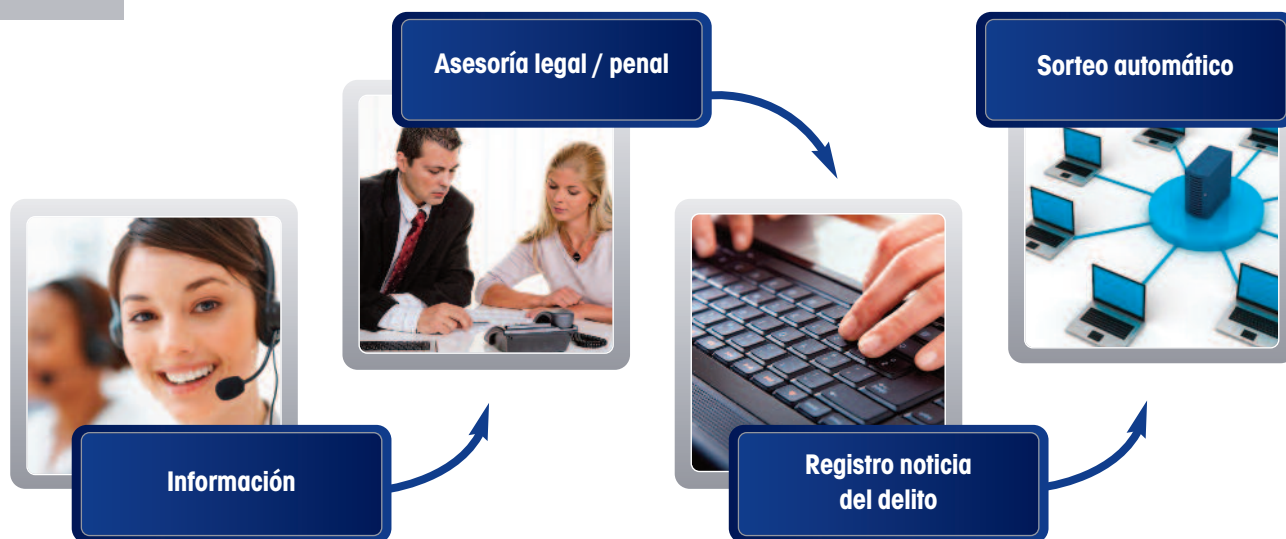 Información
Asesoría legal / penal
Registro noticia
del delito
Sorteo automático